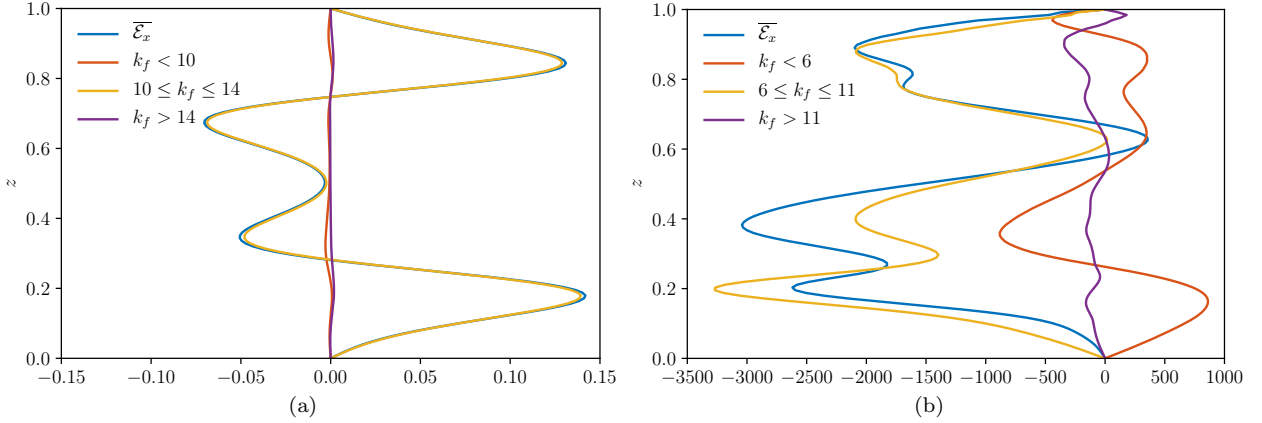 1.0
0.8
0.6
0.4
0.2
0.0
z
$\overline{\mathcal{E}_x}$
$k_f < 10$
$10 \leq k_f \leq 14$
$k_f > 14$
−0.15 −0.10 −0.05 0.00 0.05 0.10 0.15
(a)
1.0
0.8
0.6
0.4
0.2
0.0
z
$\overline{\mathcal{E}_x}$
$k_f < 6$
$6 \leq k_f \leq 11$
$k_f > 11$
−3500 −3000 −2500 −2000 −1500 −1000 −500 0 500 1000
(b)